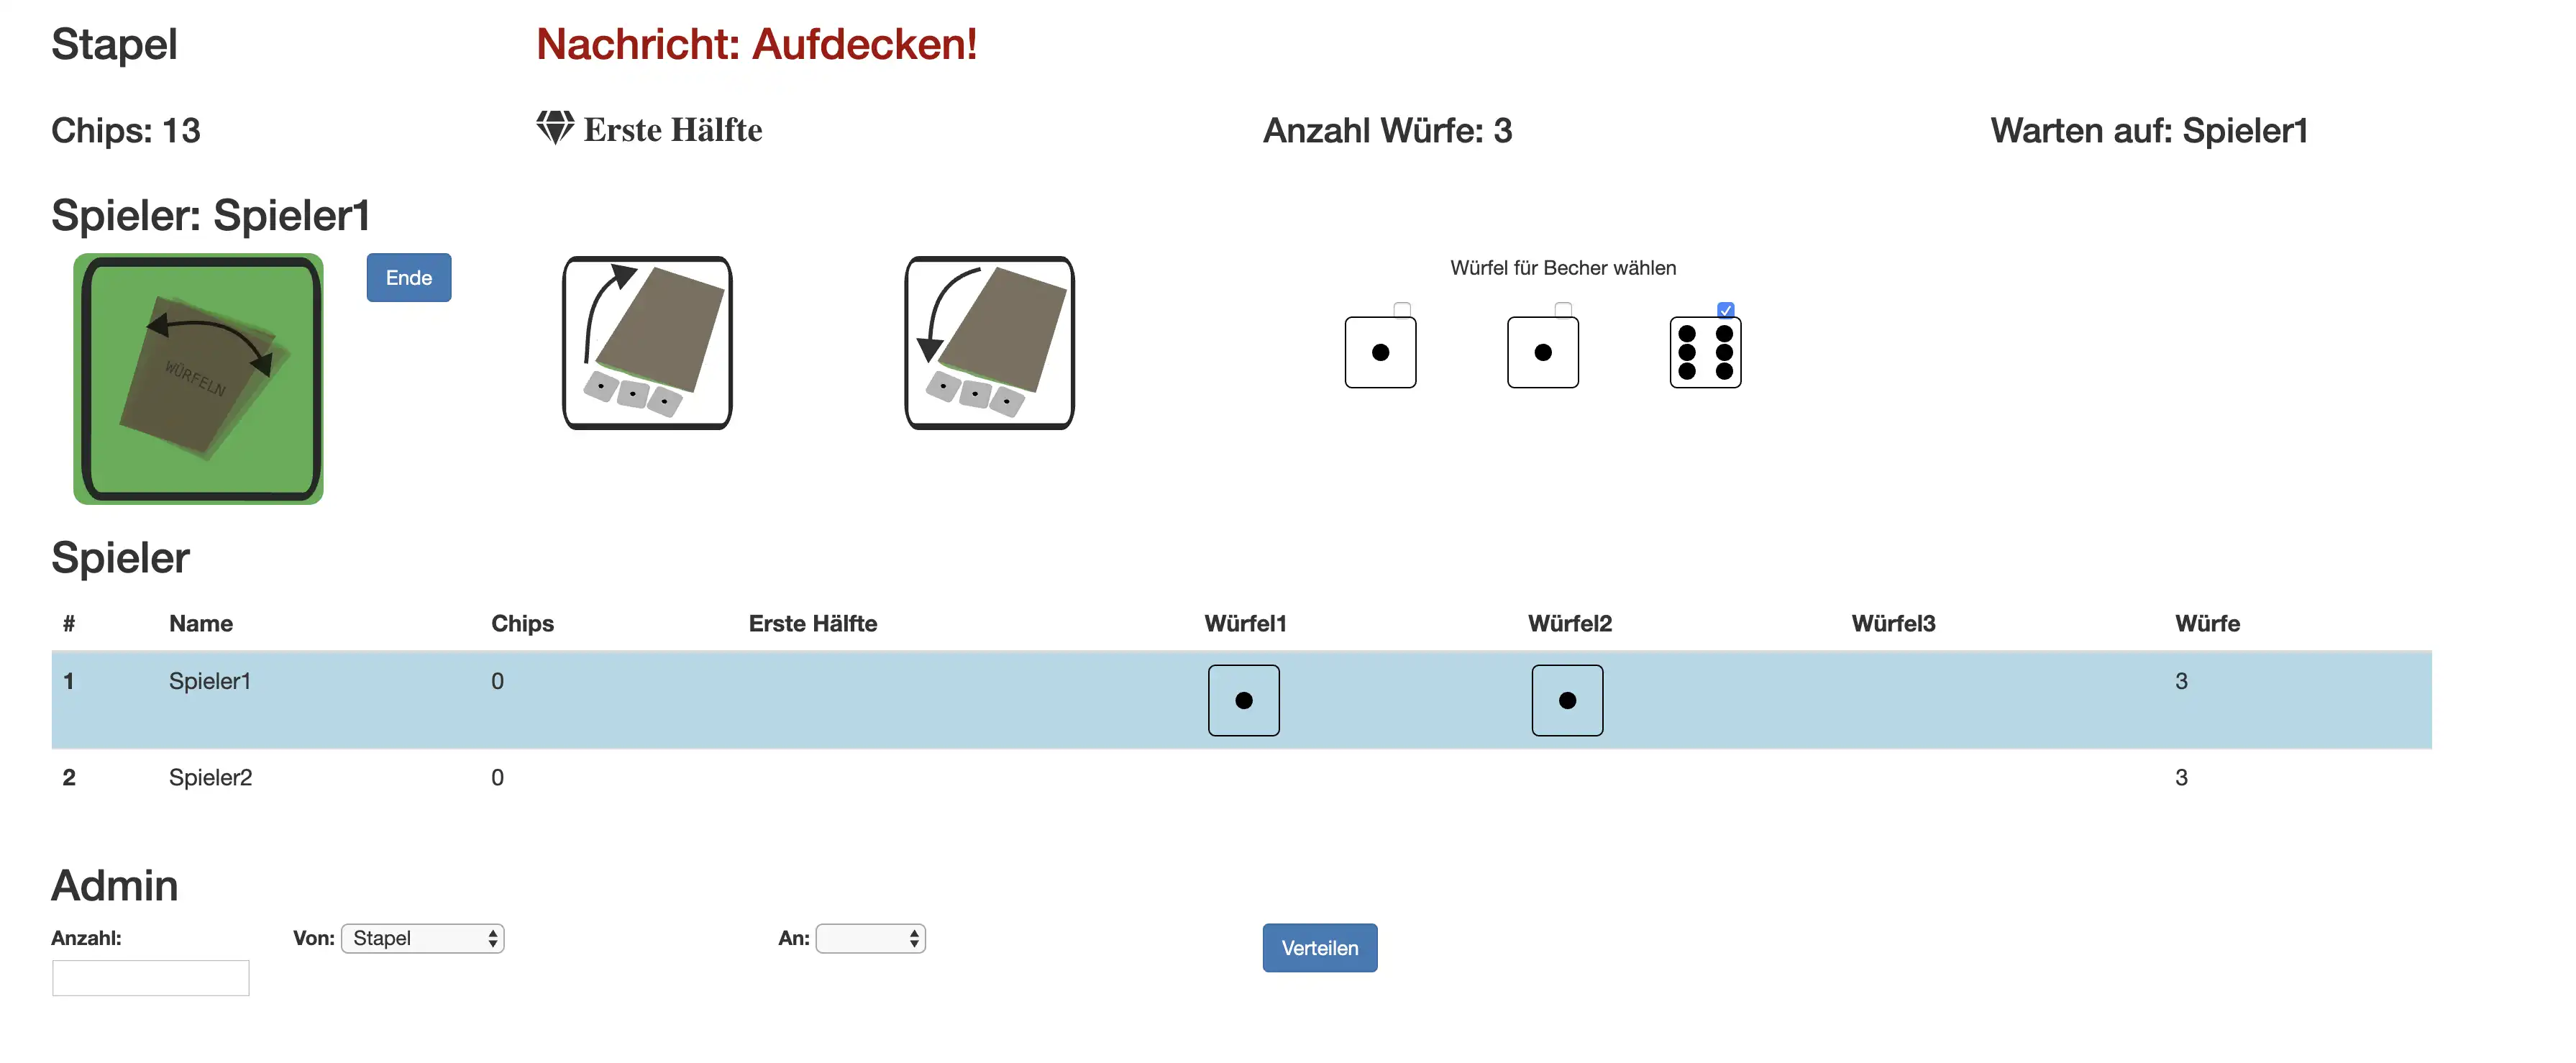 Stapel
Nachricht: Aufdecken!
Chips: 13
Erste Hälfte
Anzahl Würfe: 3
Warten auf: Spieler1
Spieler: Spieler1
WÜRFELN
Ende
Würfel für Becher wählen
Spieler
# Name Chips Erste Hälfte Würfel1 Würfel2 Würfel3 Würfe
1 Spieler1 0 3
2 Spieler2 0 3
Admin
Anzahl:
Von: Stapel
An:
Verteilen